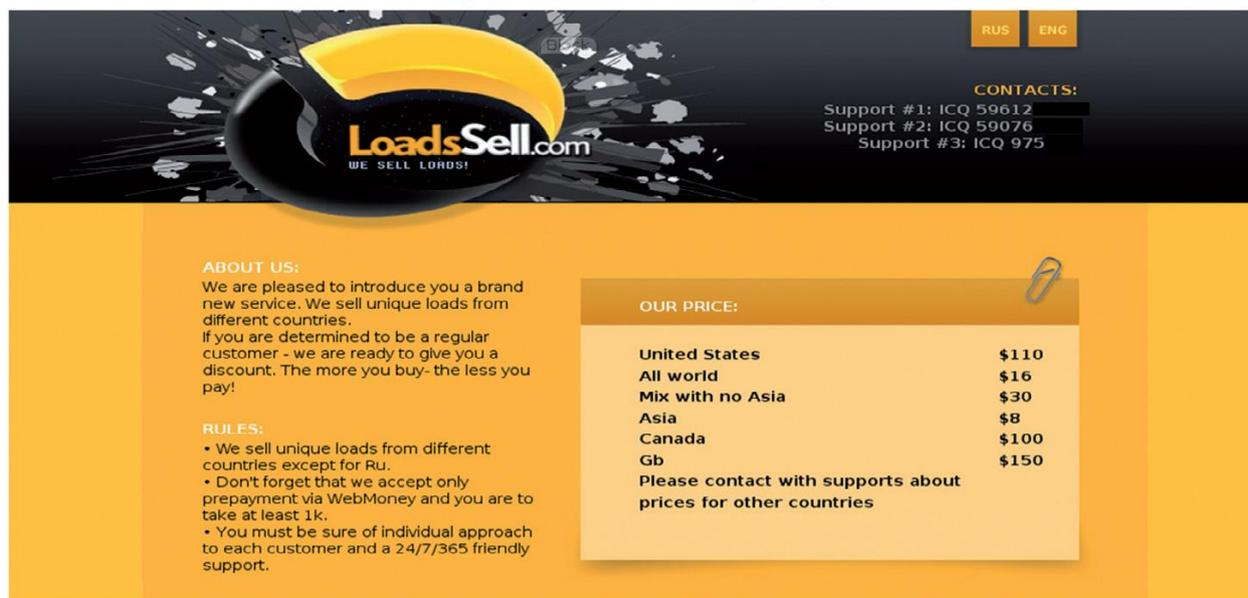 RUS ENG
CONTACTS:
Support #1: ICQ 59612
Support #2: ICQ 59076
Support #3: ICQ 975
LoadsSell.com
WE SELL LOADS!
ABOUT US:
We are pleased to introduce you a brand
new service. We sell unique loads from
different countries.
If you are determined to be a regular
customer - we are ready to give you a
discount. The more you buy- the less you
pay!
RULES:
• We sell unique loads from different
countries except for Ru.
• Don't forget that we accept only
prepayment via WebMoney and you are to
take at least 1k.
• You must be sure of individual approach
to each customer and a 24/7/365 friendly
support.
OUR PRICE:
United States $110
All world $16
Mix with no Asia $30
Asia $8
Canada $100
Gb $150
Please contact with supports about
prices for other countries